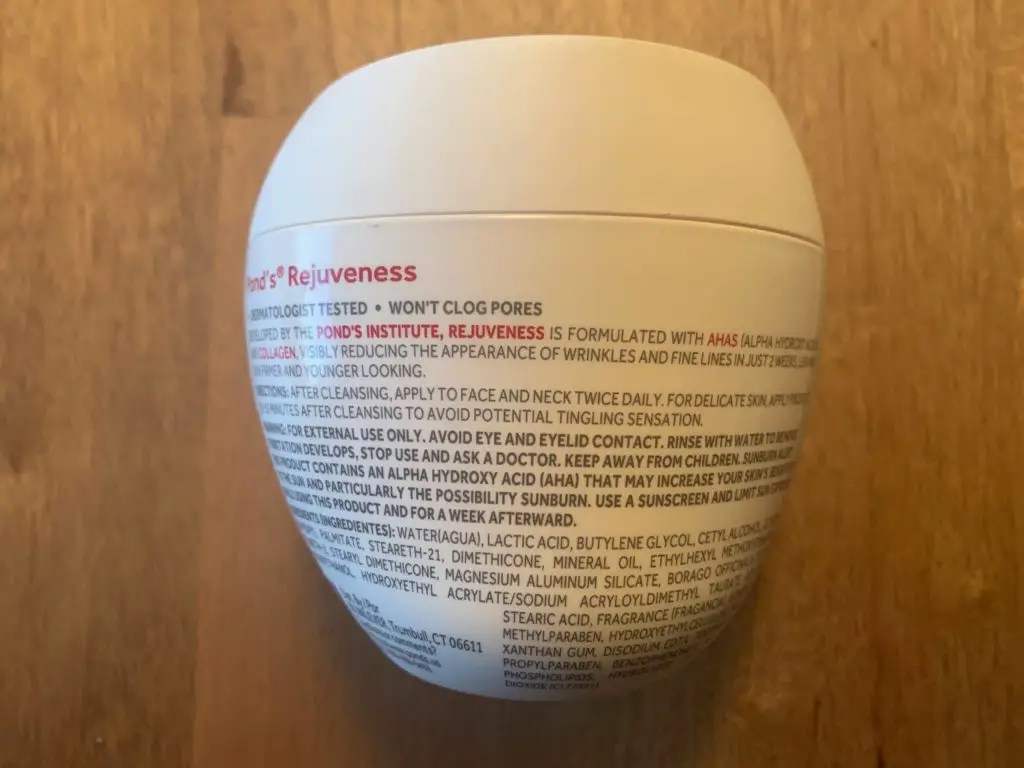 Pond's® Rejuveness
DERMATOLOGIST TESTED • WON'T CLOG PORES
BY THE POND'S INSTITUTE, REJUVENESS IS FORMULATED WITH AHAS (ALPHA HYDROXY
COLLAGEN, VISIBLY REDUCING THE APPEARANCE OF WRINKLES AND FINE LINES IN JUST 2 WEEKS,
AND YOUNGER LOOKING.
AFTER CLEANSING, APPLY TO FACE AND NECK TWICE DAILY. FOR DELICATE SKIN, APPLY
MINUTES AFTER CLEANSING TO AVOID POTENTIAL TINGLING SENSATION.
FOR EXTERNAL USE ONLY. AVOID EYE AND EYELID CONTACT. RINSE WITH WATER TO
DEVELOPS, STOP USE AND ASK A DOCTOR. KEEP AWAY FROM CHILDREN. SUNBURN
PRODUCT CONTAINS AN ALPHA HYDROXY ACID (AHA) THAT MAY INCREASE YOUR SKIN'S
THE SUN AND PARTICULARLY THE POSSIBILITY SUNBURN. USE A SUNSCREEN AND LIMIT SUN
USING THIS PRODUCT AND FOR A WEEK AFTERWARD.
(INGREDIENTES): WATER(AGUA), LACTIC ACID, BUTYLENE GLYCOL, CETYL ALCOHOL,
PALMITATE, STEARETH-21, DIMETHICONE, MINERAL OIL, ETHYLHEXYL
STEARYL DIMETHICONE, MAGNESIUM ALUMINUM SILICATE, BORAGO
HYDROXYETHYL ACRYLATE/SODIUM ACRYLOYLDIMETHYL TAURATE
STEARIC ACID, FRAGRANCE (FRAGANCIA),
METHYLPARABEN, HYDROXYETHYLCELLULOSE
XANTHAN GUM, DISODIUM EDTA,
PROPYLPARABEN,
Trumbull, CT 06611